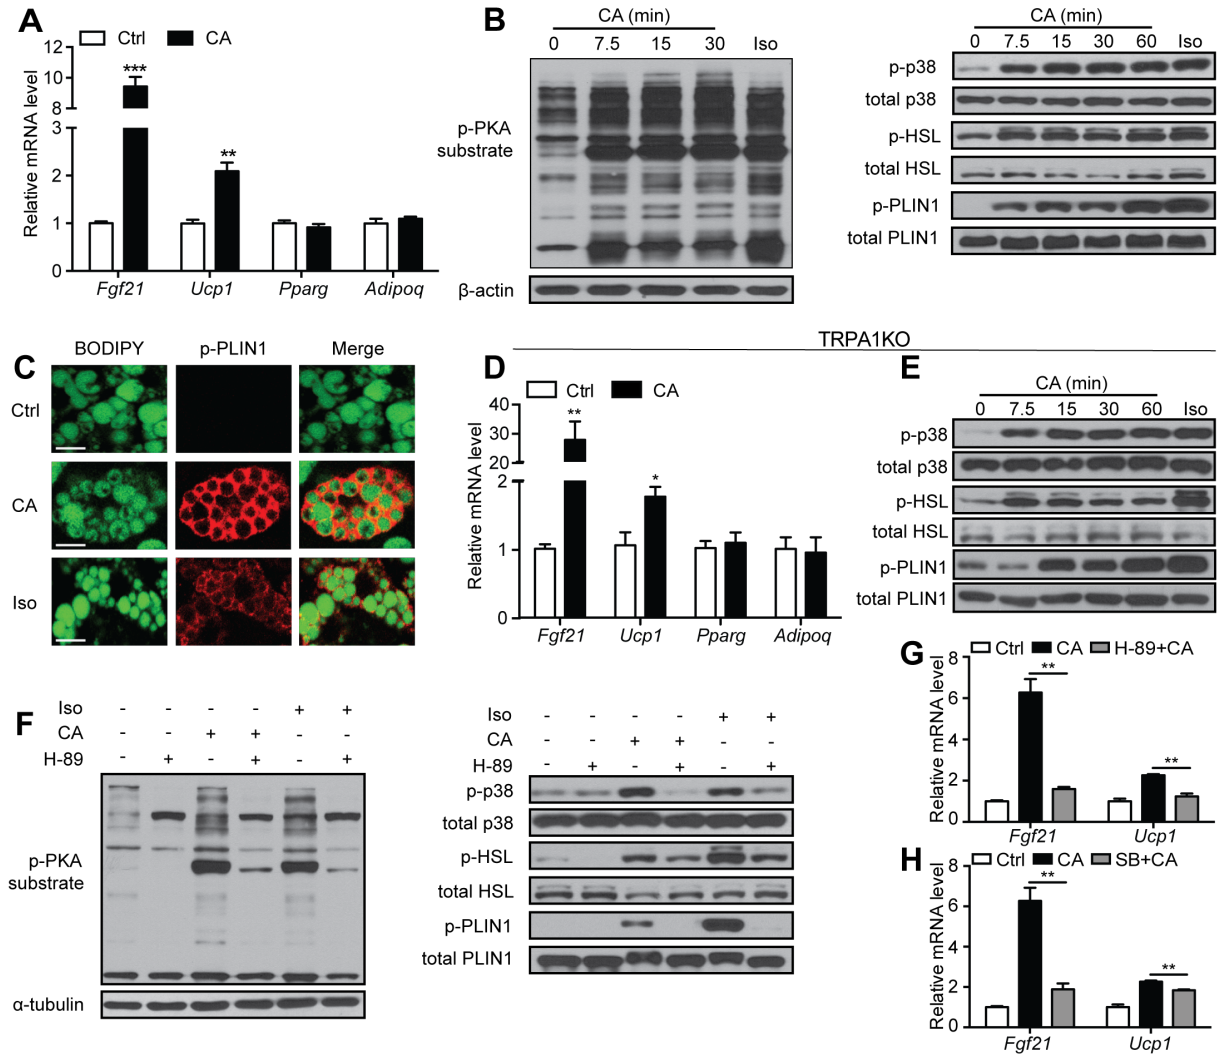 A
Ctrl CA
Relative mRNA level
12
10
8
3
2
1
0
***
**
Fgf21 Ucp1 Pparg Adipoq
B
CA (min)
0 7.5 15 30 Iso
p-PKA
substrate
β-actin
CA (min)
0 7.5 15 30 60 Iso
p-p38
total p38
p-HSL
total HSL
p-PLIN1
total PLIN1
C
BODIPY p-PLIN1 Merge
Ctrl
CA
Iso
TRPA1KO
D
Ctrl CA
Relative mRNA level
40
30
20
2
1
0
**
*
Fgf21 Ucp1 Pparg Adipoq
E
CA (min)
0 7.5 15 30 60 Iso
p-p38
total p38
p-HSL
total HSL
p-PLIN1
total PLIN1
F
Iso - - - - + +
CA - - + + - -
H-89 - + - + - +
p-PKA
substrate
α-tubulin
Iso - - - - + +
CA - - + + - -
H-89 - + - + - +
p-p38
total p38
p-HSL
total HSL
p-PLIN1
total PLIN1
G
Ctrl CA H-89+CA
Relative mRNA level
8
6
4
2
0
**
**
Fgf21 Ucp1
H
Ctrl CA SB+CA
Relative mRNA level
8
6
4
2
0
**
**
Fgf21 Ucp1